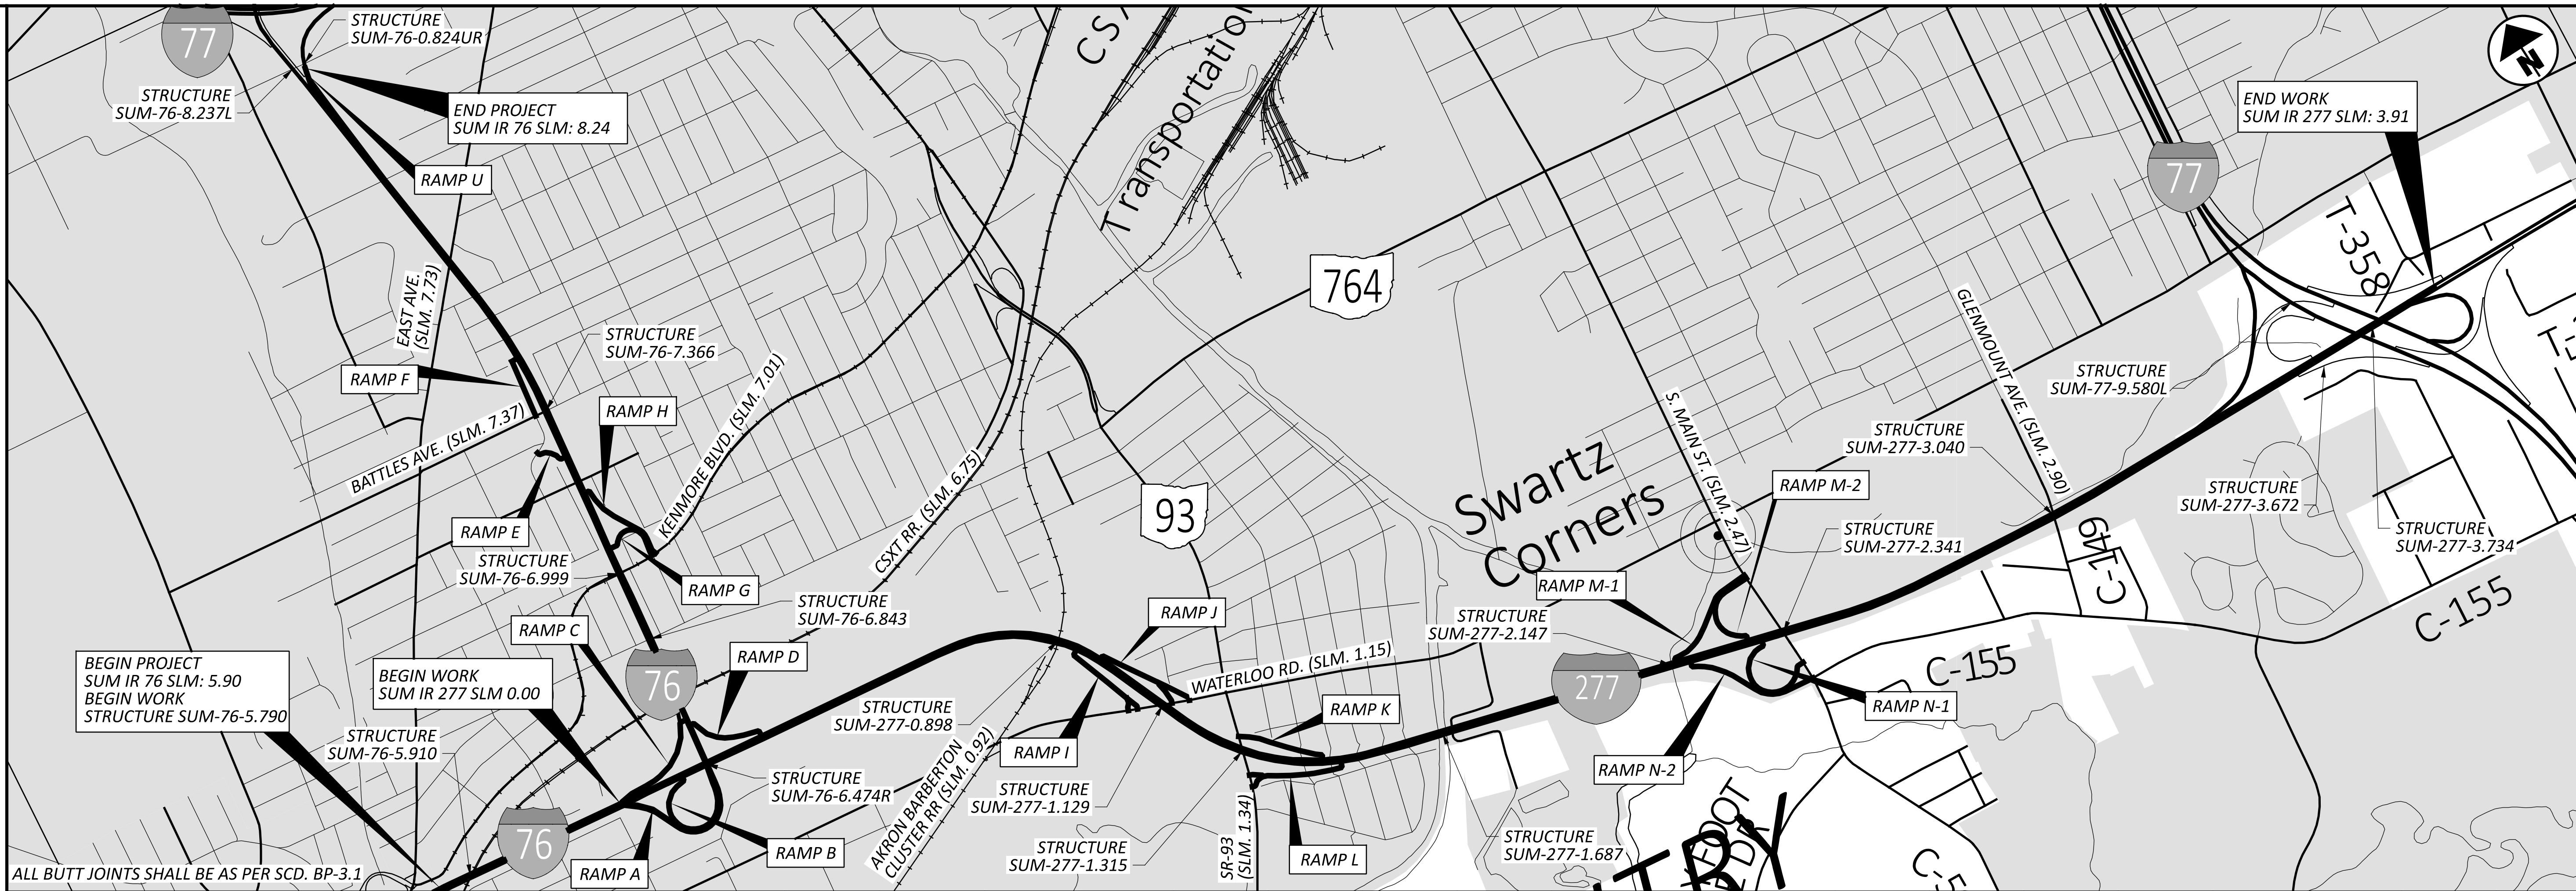 77
STRUCTURE
SUM-76-0.824UR
STRUCTURE
SUM-76-8.237L
END PROJECT
SUM IR 76 SLM: 8.24
RAMP U
CSX
Transportation
N
END WORK
SUM IR 277 SLM: 3.91
77
T-358
764
EAST AVE.
(SLM. 7.73)
STRUCTURE
SUM-76-7.366
RAMP F
RAMP H
BATTLES AVE. (SLM. 7.37)
KENMORE BLVD. (SLM. 7.01)
RAMP E
STRUCTURE
SUM-76-6.999
RAMP G
CSXT RR. (SLM. 6.75)
93
Swartz
Corners
S. MAIN ST. (SLM. 2.47)
GLENMOUNT AVE. (SLM. 2.90)
STRUCTURE
SUM-77-9.580L
STRUCTURE
SUM-277-3.040
RAMP M-2
STRUCTURE
SUM-277-2.341
STRUCTURE
SUM-277-3.672
STRUCTURE
SUM-277-3.734
C-149
C-155
C-155
RAMP C
STRUCTURE
SUM-76-6.843
RAMP J
RAMP M-1
STRUCTURE
SUM-277-2.147
BEGIN PROJECT
SUM IR 76 SLM: 5.90
BEGIN WORK
STRUCTURE SUM-76-5.790
BEGIN WORK
SUM IR 277 SLM 0.00
76
RAMP D
WATERLOO RD. (SLM. 1.15)
277
STRUCTURE
SUM-277-0.898
RAMP K
RAMP N-1
STRUCTURE
SUM-76-5.910
RAMP I
RAMP N-2
STRUCTURE
SUM-76-6.474R
AKRON BARBERTON
CLUSTER RR (SLM. 0.92)
STRUCTURE
SUM-277-1.129
76
RAMP B
STRUCTURE
SUM-277-1.315
SR-93
(SLM. 1.34)
RAMP L
STRUCTURE
SUM-277-1.687
RAMP A
ALL BUTT JOINTS SHALL BE AS PER SCD. BP-3.1